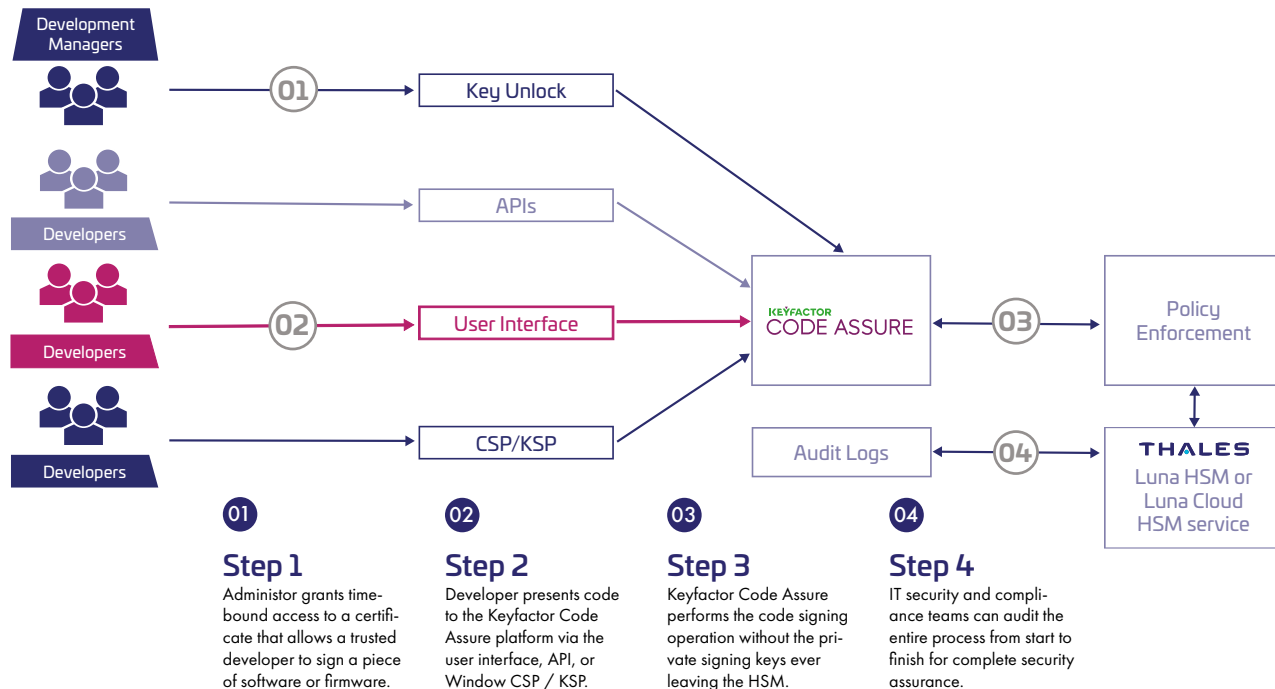 Development
Managers
01
Key Unlock
APIs
Developers
02
User Interface
Developers
KEYFACTOR
CODE ASSURE
03
Policy
Enforcement
CSP/KSP
Developers
Audit Logs
04
THALES
Luna HSM or
Luna Cloud
HSM service
01
Step 1
Administor grants time-
bound access to a certifi-
cate that allows a trusted
developer to sign a piece
of software or firmware.
02
Step 2
Developer presents code
to the Keyfactor Code
Assure platform via the
user interface, API, or
Window CSP / KSP.
03
Step 3
Keyfactor Code Assure
performs the code signing
operation without the pri-
vate signing keys ever
leaving the HSM.
04
Step 4
IT security and compli-
ance teams can audit the
entire process from start to
finish for complete security
assurance.